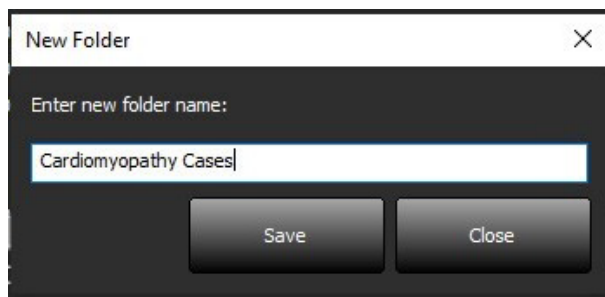 New Folder
Enter new folder name:
Cardiomyopathy Cases
Save Close